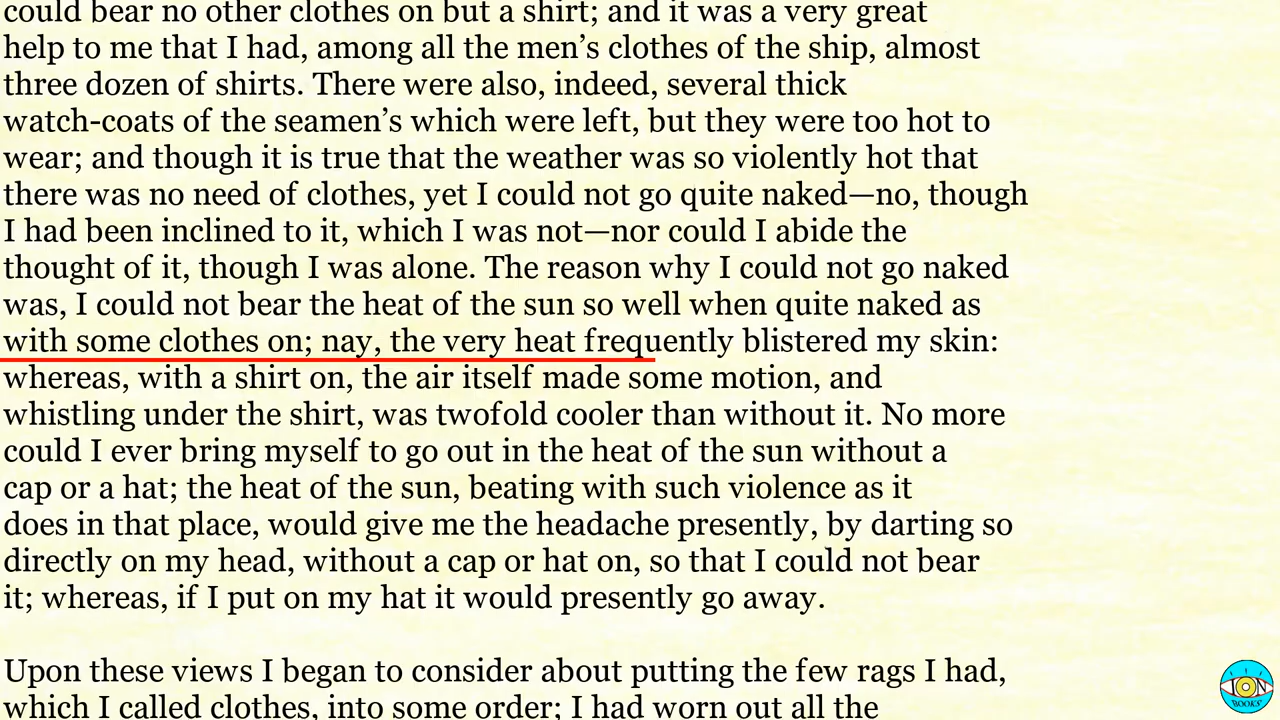 could bear no other clothes on but a shirt; and it was a very great
help to me that I had, among all the men’s clothes of the ship, almost
three dozen of shirts. There were also, indeed, several thick
watch-coats of the seamen’s which were left, but they were too hot to
wear; and though it is true that the weather was so violently hot that
there was no need of clothes, yet I could not go quite naked—no, though
I had been inclined to it, which I was not—nor could I abide the
thought of it, though I was alone. The reason why I could not go naked
was, I could not bear the heat of the sun so well when quite naked as
with some clothes on; nay, the very heat frequently blistered my skin:
whereas, with a shirt on, the air itself made some motion, and
whistling under the shirt, was twofold cooler than without it. No more
could I ever bring myself to go out in the heat of the sun without a
cap or a hat; the heat of the sun, beating with such violence as it
does in that place, would give me the headache presently, by darting so
directly on my head, without a cap or hat on, so that I could not bear
it; whereas, if I put on my hat it would presently go away.
Upon these views I began to consider about putting the few rags I had,
which I called clothes, into some order; I had worn out all the
ION
BOOKS